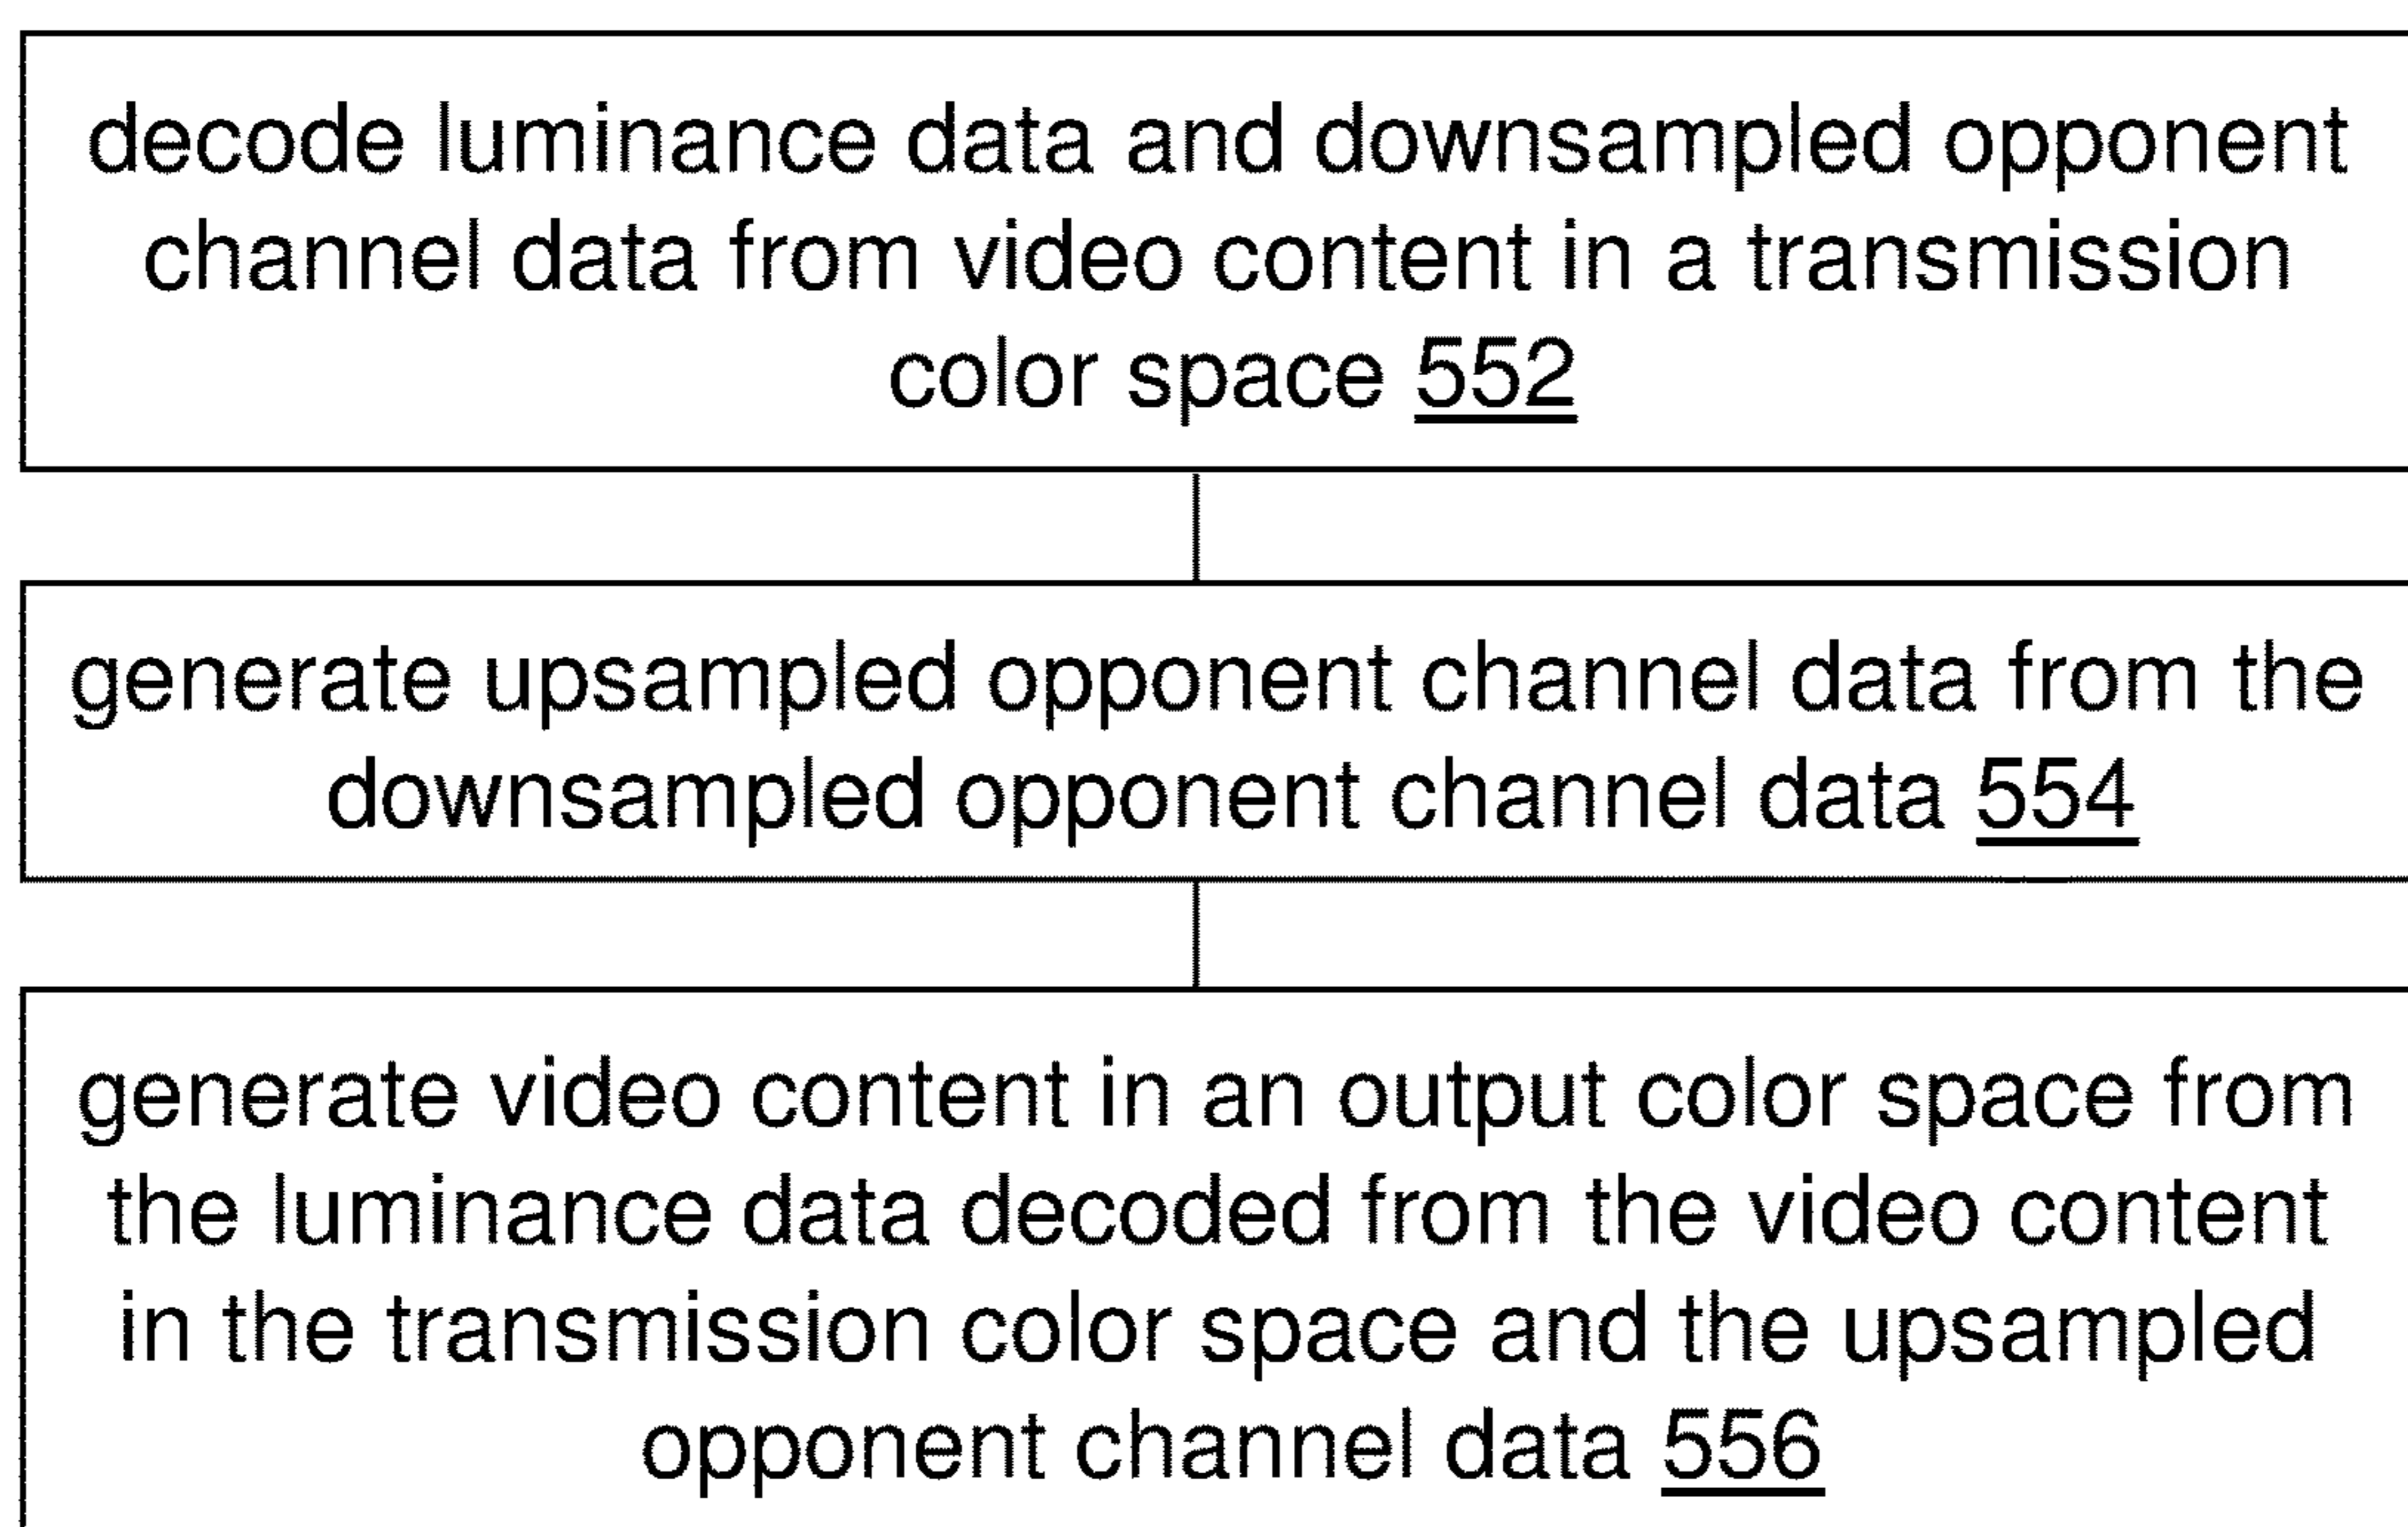 decode luminance data and downsampled opponent
channel data from video content in a transmission
color space 552
generate upsampled opponent channel data from the
downsampled opponent channel data 554
generate video content in an output color space from
the luminance data decoded from the video content
in the transmission color space and the upsampled
opponent channel data 556